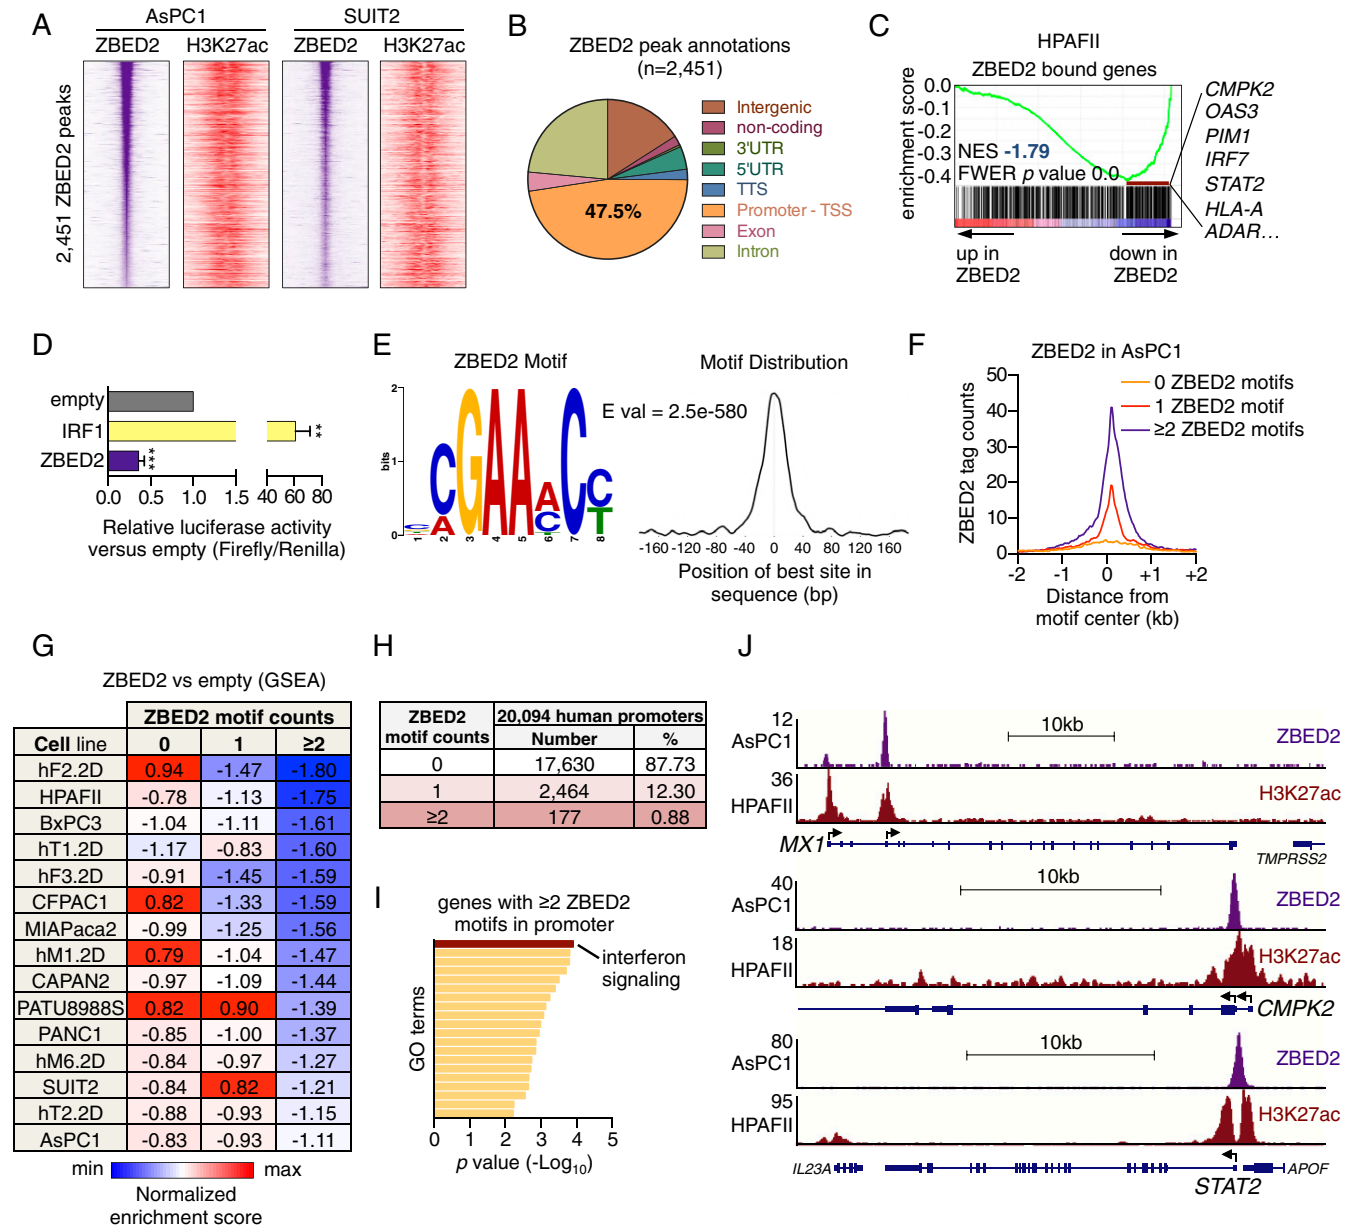 A
AsPC1
SUIT2
ZBED2
H3K27ac
ZBED2
H3K27ac
2,451 ZBED2 peaks
B
ZBED2 peak annotations
(n=2,451)
47.5%
Intergenic
non-coding
3'UTR
5'UTR
TTS
Promoter - TSS
Exon
Intron
C
HPAFII
ZBED2 bound genes
enrichment score
0.0
-0.1
-0.2
-0.3
-0.4
NES -1.79
FWER p value 0.0
up in
ZBED2
down in
ZBED2
CMPK2
OAS3
PIM1
IRF7
STAT2
HLA-A
ADAR...
D
empty
IRF1
ZBED2
**
***
0.0 0.5 1.0 1.5 40 60 80
Relative luciferase activity
versus empty (Firefly/Renilla)
E
ZBED2 Motif
bits
2
1
0
1 2 3 4 5 6 7 8
Motif Distribution
E val = 2.5e-580
-160 -120 -80 -40 0 40 80 120 160
Position of best site in
sequence (bp)
F
ZBED2 in AsPC1
ZBED2 tag counts
50
40
30
20
10
0
0 ZBED2 motifs
1 ZBED2 motif
≥2 ZBED2 motifs
-2 -1 0 +1 +2
Distance from
motif center (kb)
G
ZBED2 vs empty (GSEA)
ZBED2 motif counts
Cell line 0 1 ≥2
hF2.2D 0.94 -1.47 -1.80
HPAFII -0.78 -1.13 -1.75
BxPC3 -1.04 -1.11 -1.61
hT1.2D -1.17 -0.83 -1.60
hF3.2D -0.91 -1.45 -1.59
CFPAC1 0.82 -1.33 -1.59
MIAPaca2 -0.99 -1.25 -1.56
hM1.2D 0.79 -1.04 -1.47
CAPAN2 -0.97 -1.09 -1.44
PATU8988S 0.82 0.90 -1.39
PANC1 -0.85 -1.00 -1.37
hM6.2D -0.84 -0.97 -1.27
SUIT2 -0.84 0.82 -1.21
hT2.2D -0.88 -0.93 -1.15
AsPC1 -0.83 -0.93 -1.11
min max
Normalized
enrichment score
H
ZBED2
motif counts
20,094 human promoters
Number %
0 17,630 87.73
1 2,464 12.30
≥2 177 0.88
I
genes with ≥2 ZBED2
motifs in promoter
interferon
signaling
GO terms
0 1 2 3 4 5
p value (-Log10)
J
12
AsPC1
10kb
ZBED2
36
HPAFII
H3K27ac
MX1
TMPRSS2
40
AsPC1
10kb
ZBED2
18
HPAFII
H3K27ac
CMPK2
80
AsPC1
10kb
ZBED2
95
HPAFII
H3K27ac
IL23A
STAT2
APOF